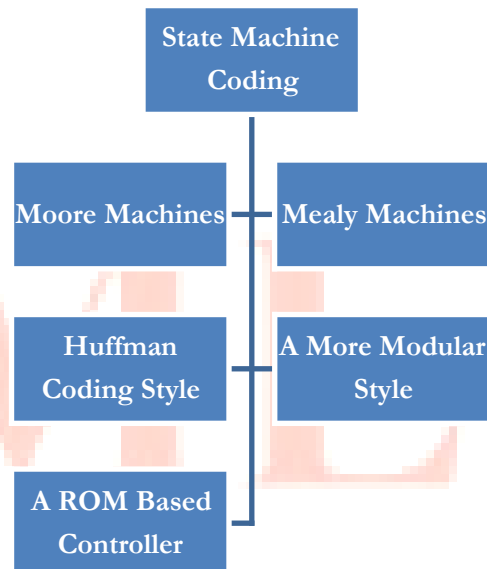 State Machine
Coding
Moore Machines
Mealy Machines
Huffman
Coding Style
A More Modular
Style
A ROM Based
Controller